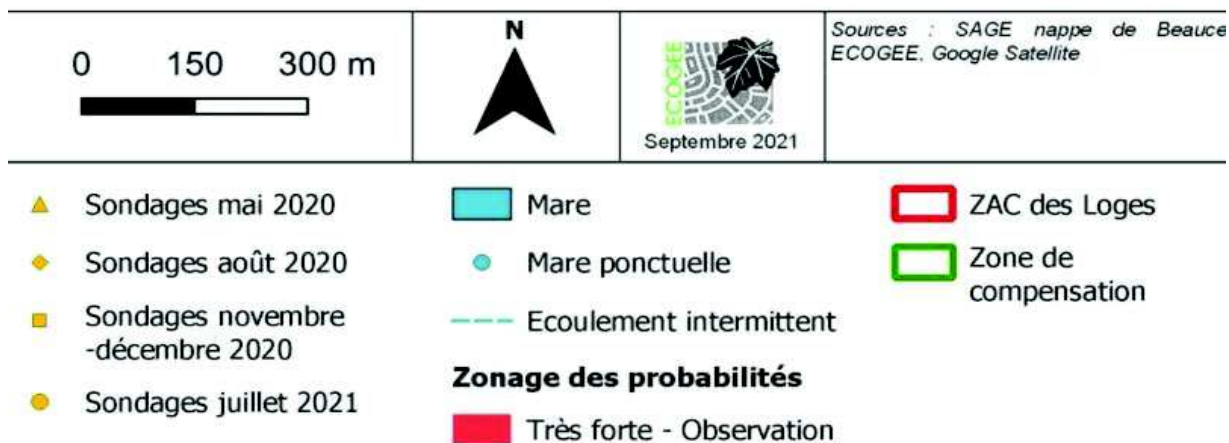 0 150 300 m
N
ECOGEE
Septembre 2021
Sources : SAGE nappe de Beauce
ECOGEE, Google Satellite
Sondages mai 2020
Sondages août 2020
Sondages novembre
-décembre 2020
Sondages juillet 2021
Mare
Mare ponctuelle
Ecoulement intermittent
Zonage des probabilités
Très forte - Observation
ZAC des Loges
Zone de
compensation